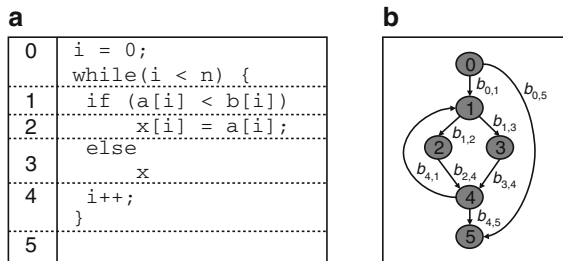 a
0 i = 0;
while(i < n) {
1 if (a[i] < b[i])
2 x[i] = a[i];
3 else
x
4 i++;
}
5
b
0
b0,1
b0,5
1
b1,2 b1,3
2 3
b4,1 b2,4 b3,4
4
b4,5
5